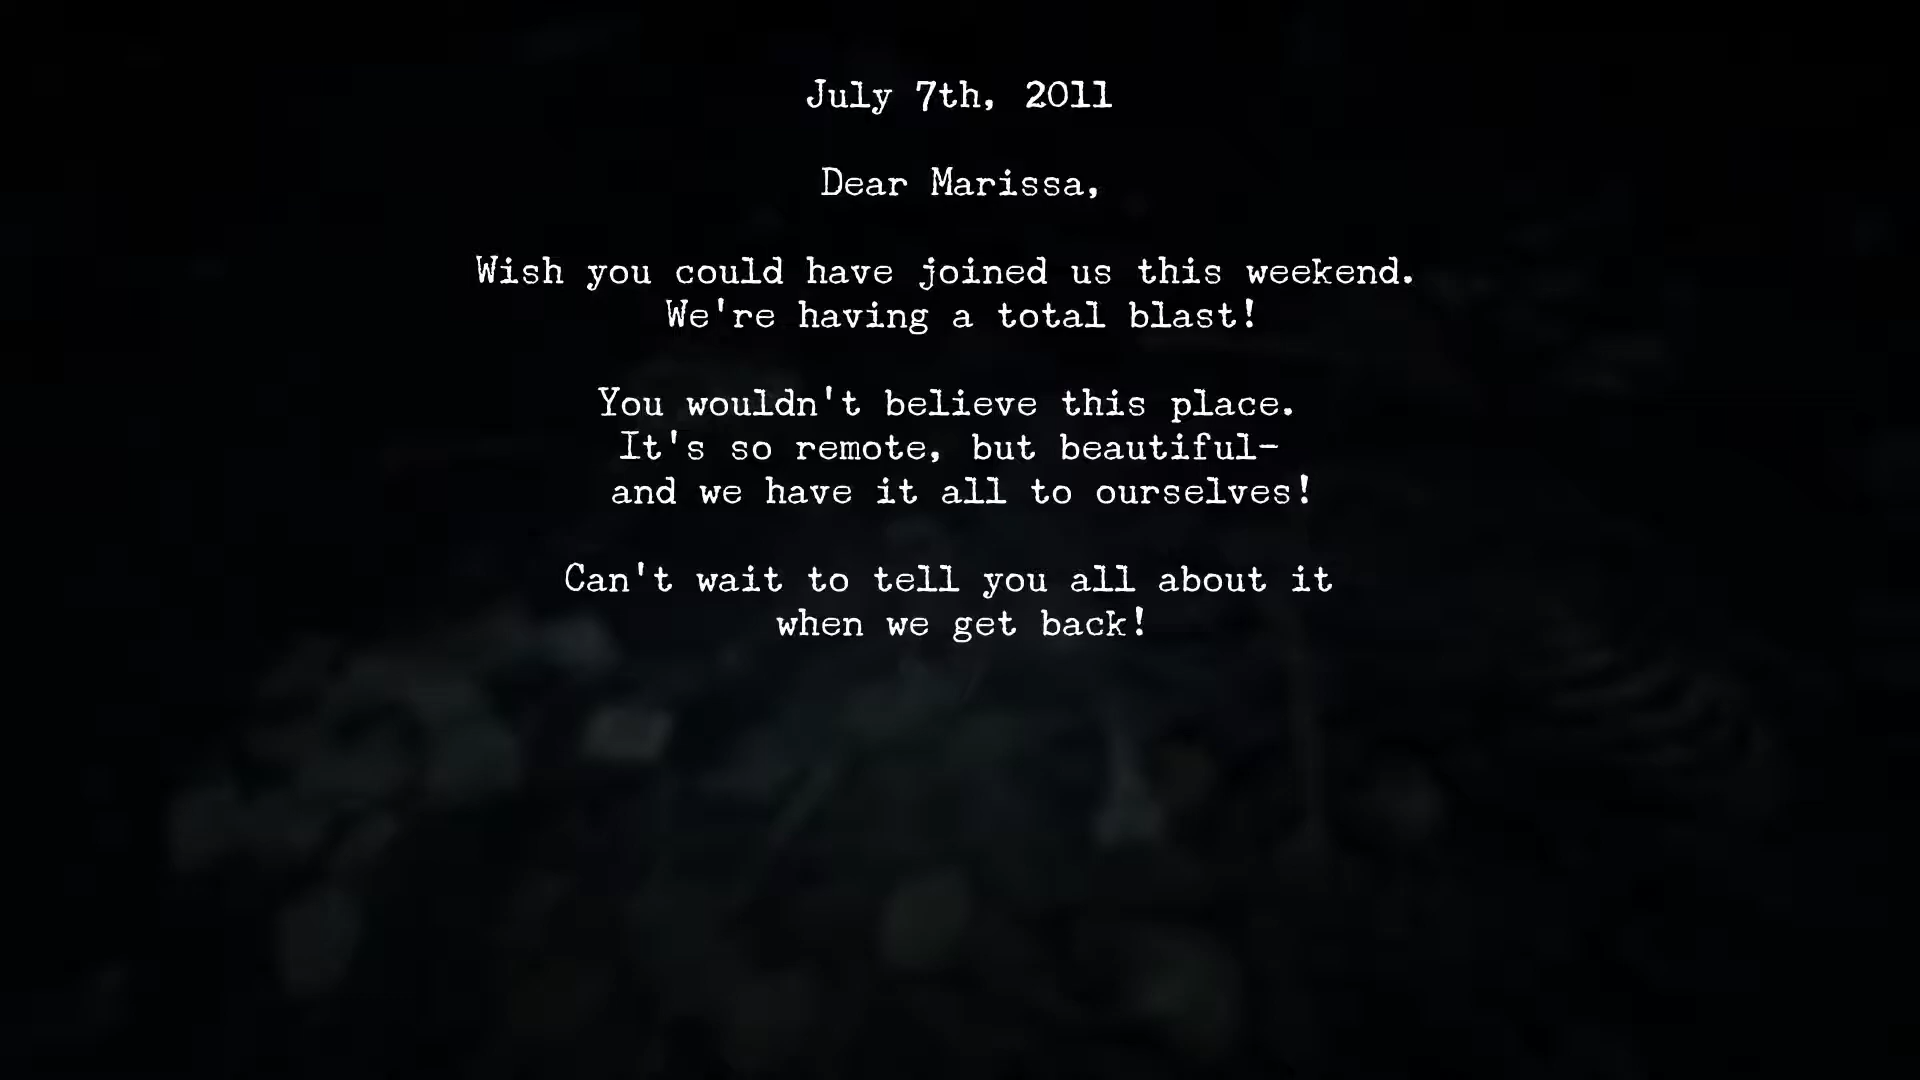 July 7th, 2011
Dear Marissa,
Wish you could have joined us this weekend.
We're having a total blast!
You wouldn't believe this place.
It's so remote, but beautiful-
and we have it all to ourselves!
Can't wait to tell you all about it
when we get back!